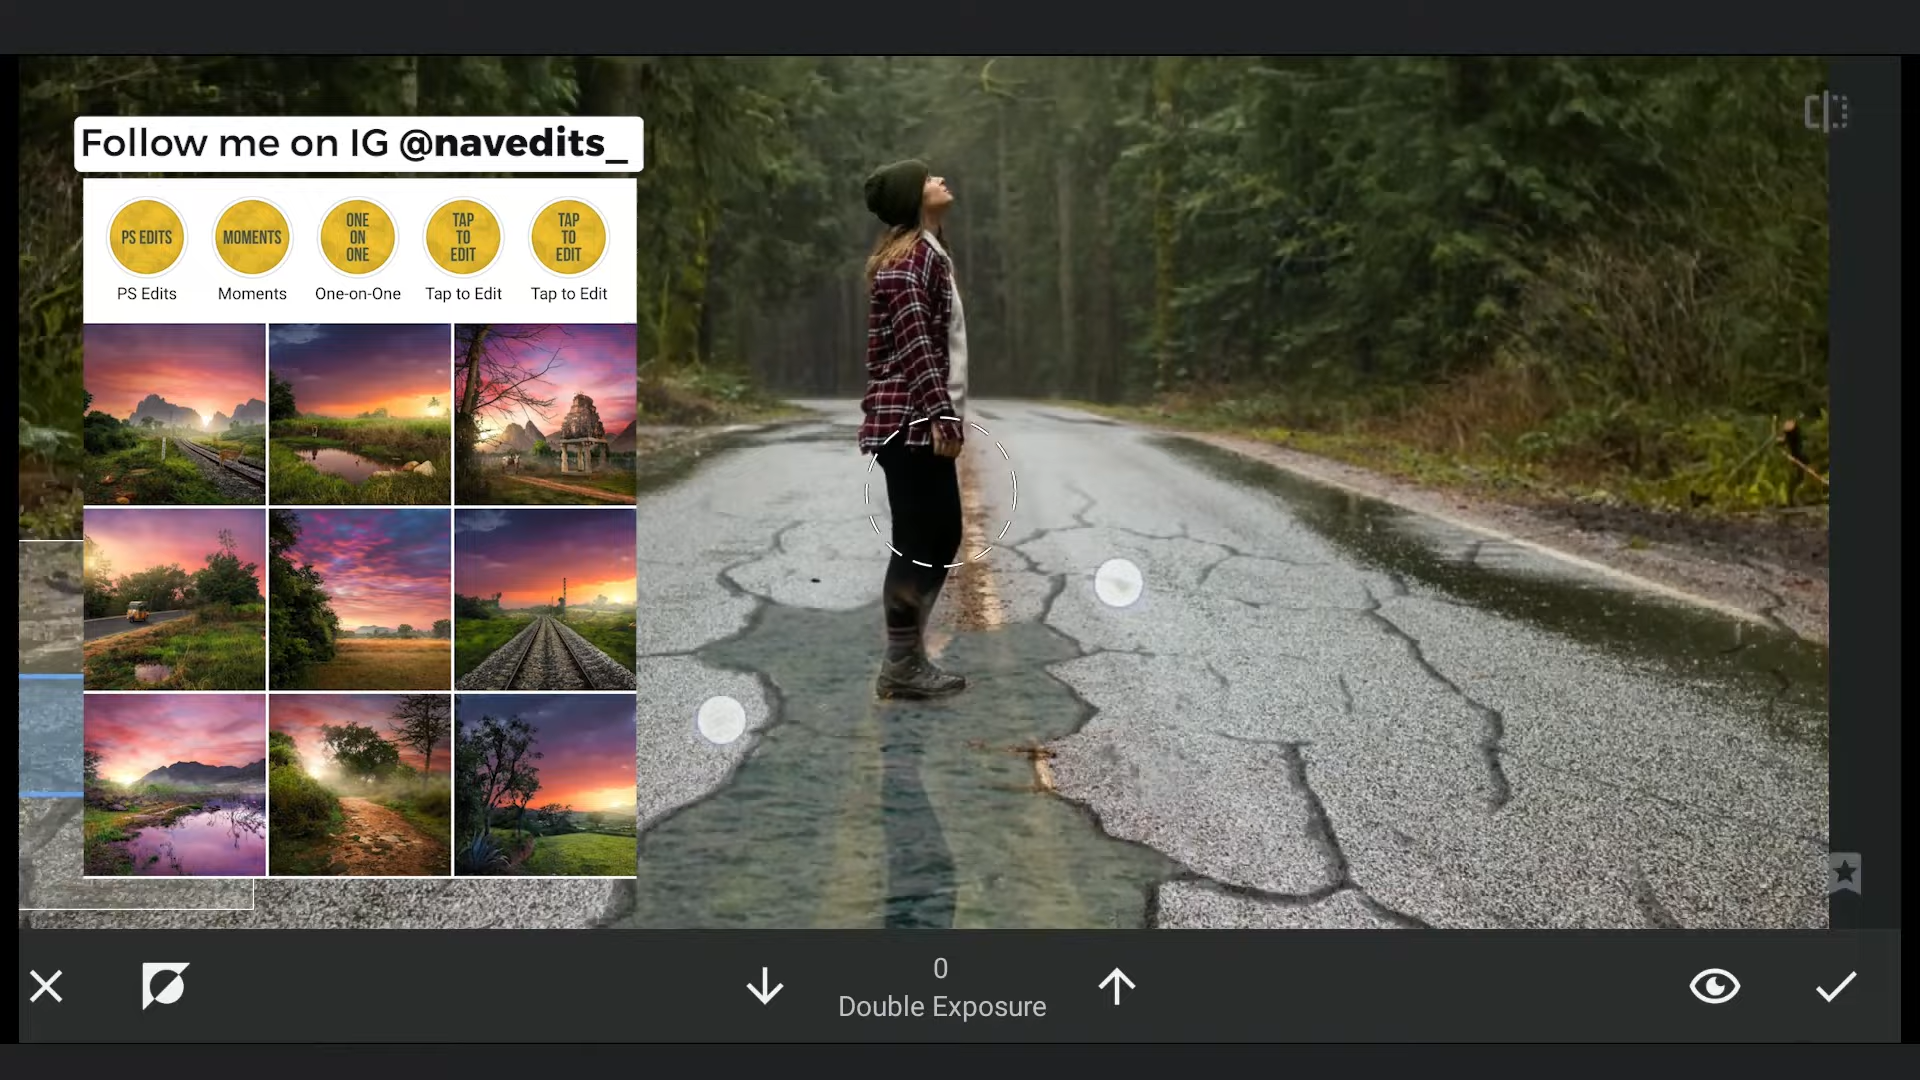 Follow me on IG @navedits_
PS EDITS
MOMENTS
ONE
ON
ONE
TAP
TO
EDIT
TAP
TO
EDIT
PS Edits
Moments
One-on-One
Tap to Edit
Tap to Edit
0
Double Exposure